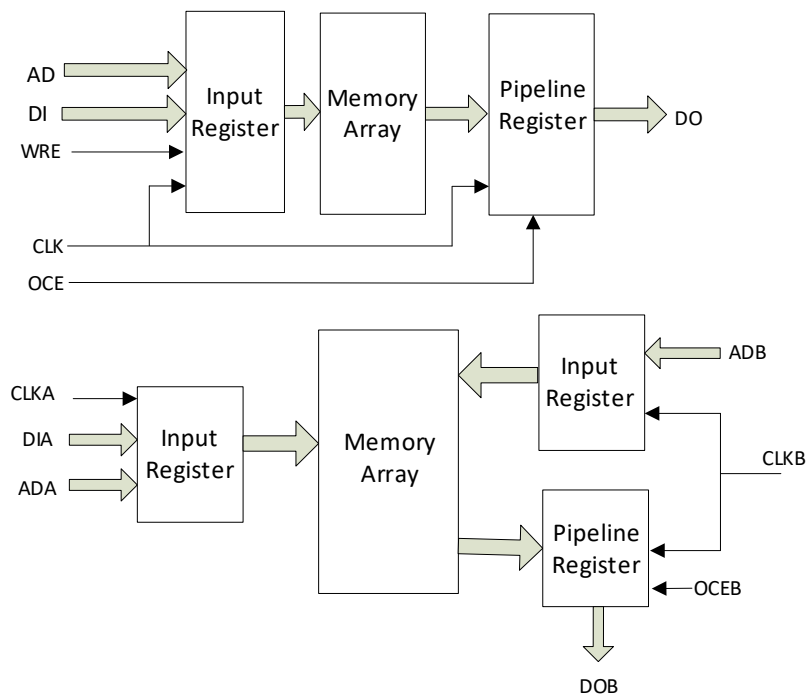 AD
DI
WRE
CLK
OCE
Input
Register
Memory
Array
Pipeline
Register
DO
CLKA
DIA
ADA
Input
Register
Memory
Array
Input
Register
ADB
CLKB
Pipeline
Register
OCEB
DOB